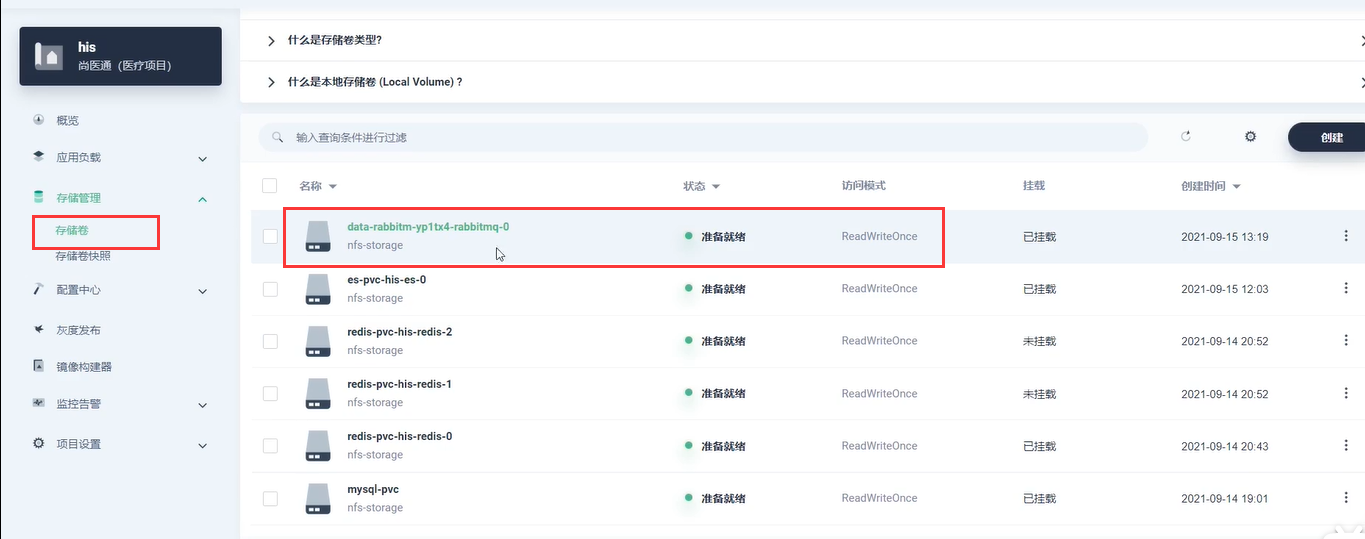 his
尚医通（医疗项目）
概览
应用负载
存储管理
存储卷
存储卷快照
配置中心
灰度发布
镜像构建器
监控告警
项目设置
什么是存储卷类型?
什么是本地存储卷 (Local Volume) ?
输入查询条件进行过滤
创建
名称 状态 访问模式 挂载 创建时间
data-rabbitm-yp1tx4-rabbitmq-0
nfs-storage
准备就绪 ReadWriteOnce 已挂载 2021-09-15 13:19
es-pvc-his-es-0
nfs-storage
准备就绪 ReadWriteOnce 已挂载 2021-09-15 12:03
redis-pvc-his-redis-2
nfs-storage
准备就绪 ReadWriteOnce 未挂载 2021-09-14 20:52
redis-pvc-his-redis-1
nfs-storage
准备就绪 ReadWriteOnce 未挂载 2021-09-14 20:52
redis-pvc-his-redis-0
nfs-storage
准备就绪 ReadWriteOnce 已挂载 2021-09-14 20:43
mysql-pvc
nfs-storage
准备就绪 ReadWriteOnce 已挂载 2021-09-14 19:01